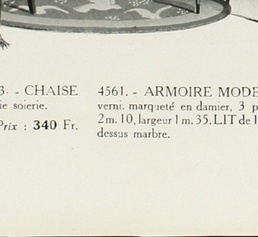 3. - CHAISE
ie soierie.
Prix : 340 Fr.
4561. - ARMOIRE MODE
verni. marqueté en damier, 3 p
2 m. 10, largeur 1 m. 35. LIT de 1
dessus marbre.